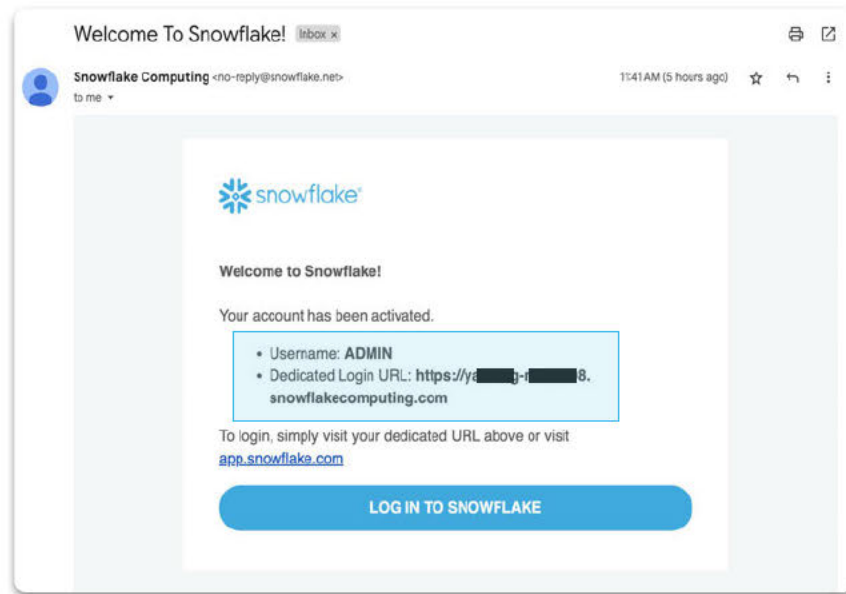 Welcome To Snowflake! Inbox x
Snowflake Computing <no-reply@snowflake.net>
11:41 AM (5 hours ago)
to me
snowflake®
Welcome to Snowflake!
Your account has been activated.
• Username: ADMIN
• Dedicated Login URL: https://ya g-r 8.
snowflakecomputing.com
To login, simply visit your dedicated URL above or visit
app.snowflake.com
LOG IN TO SNOWFLAKE